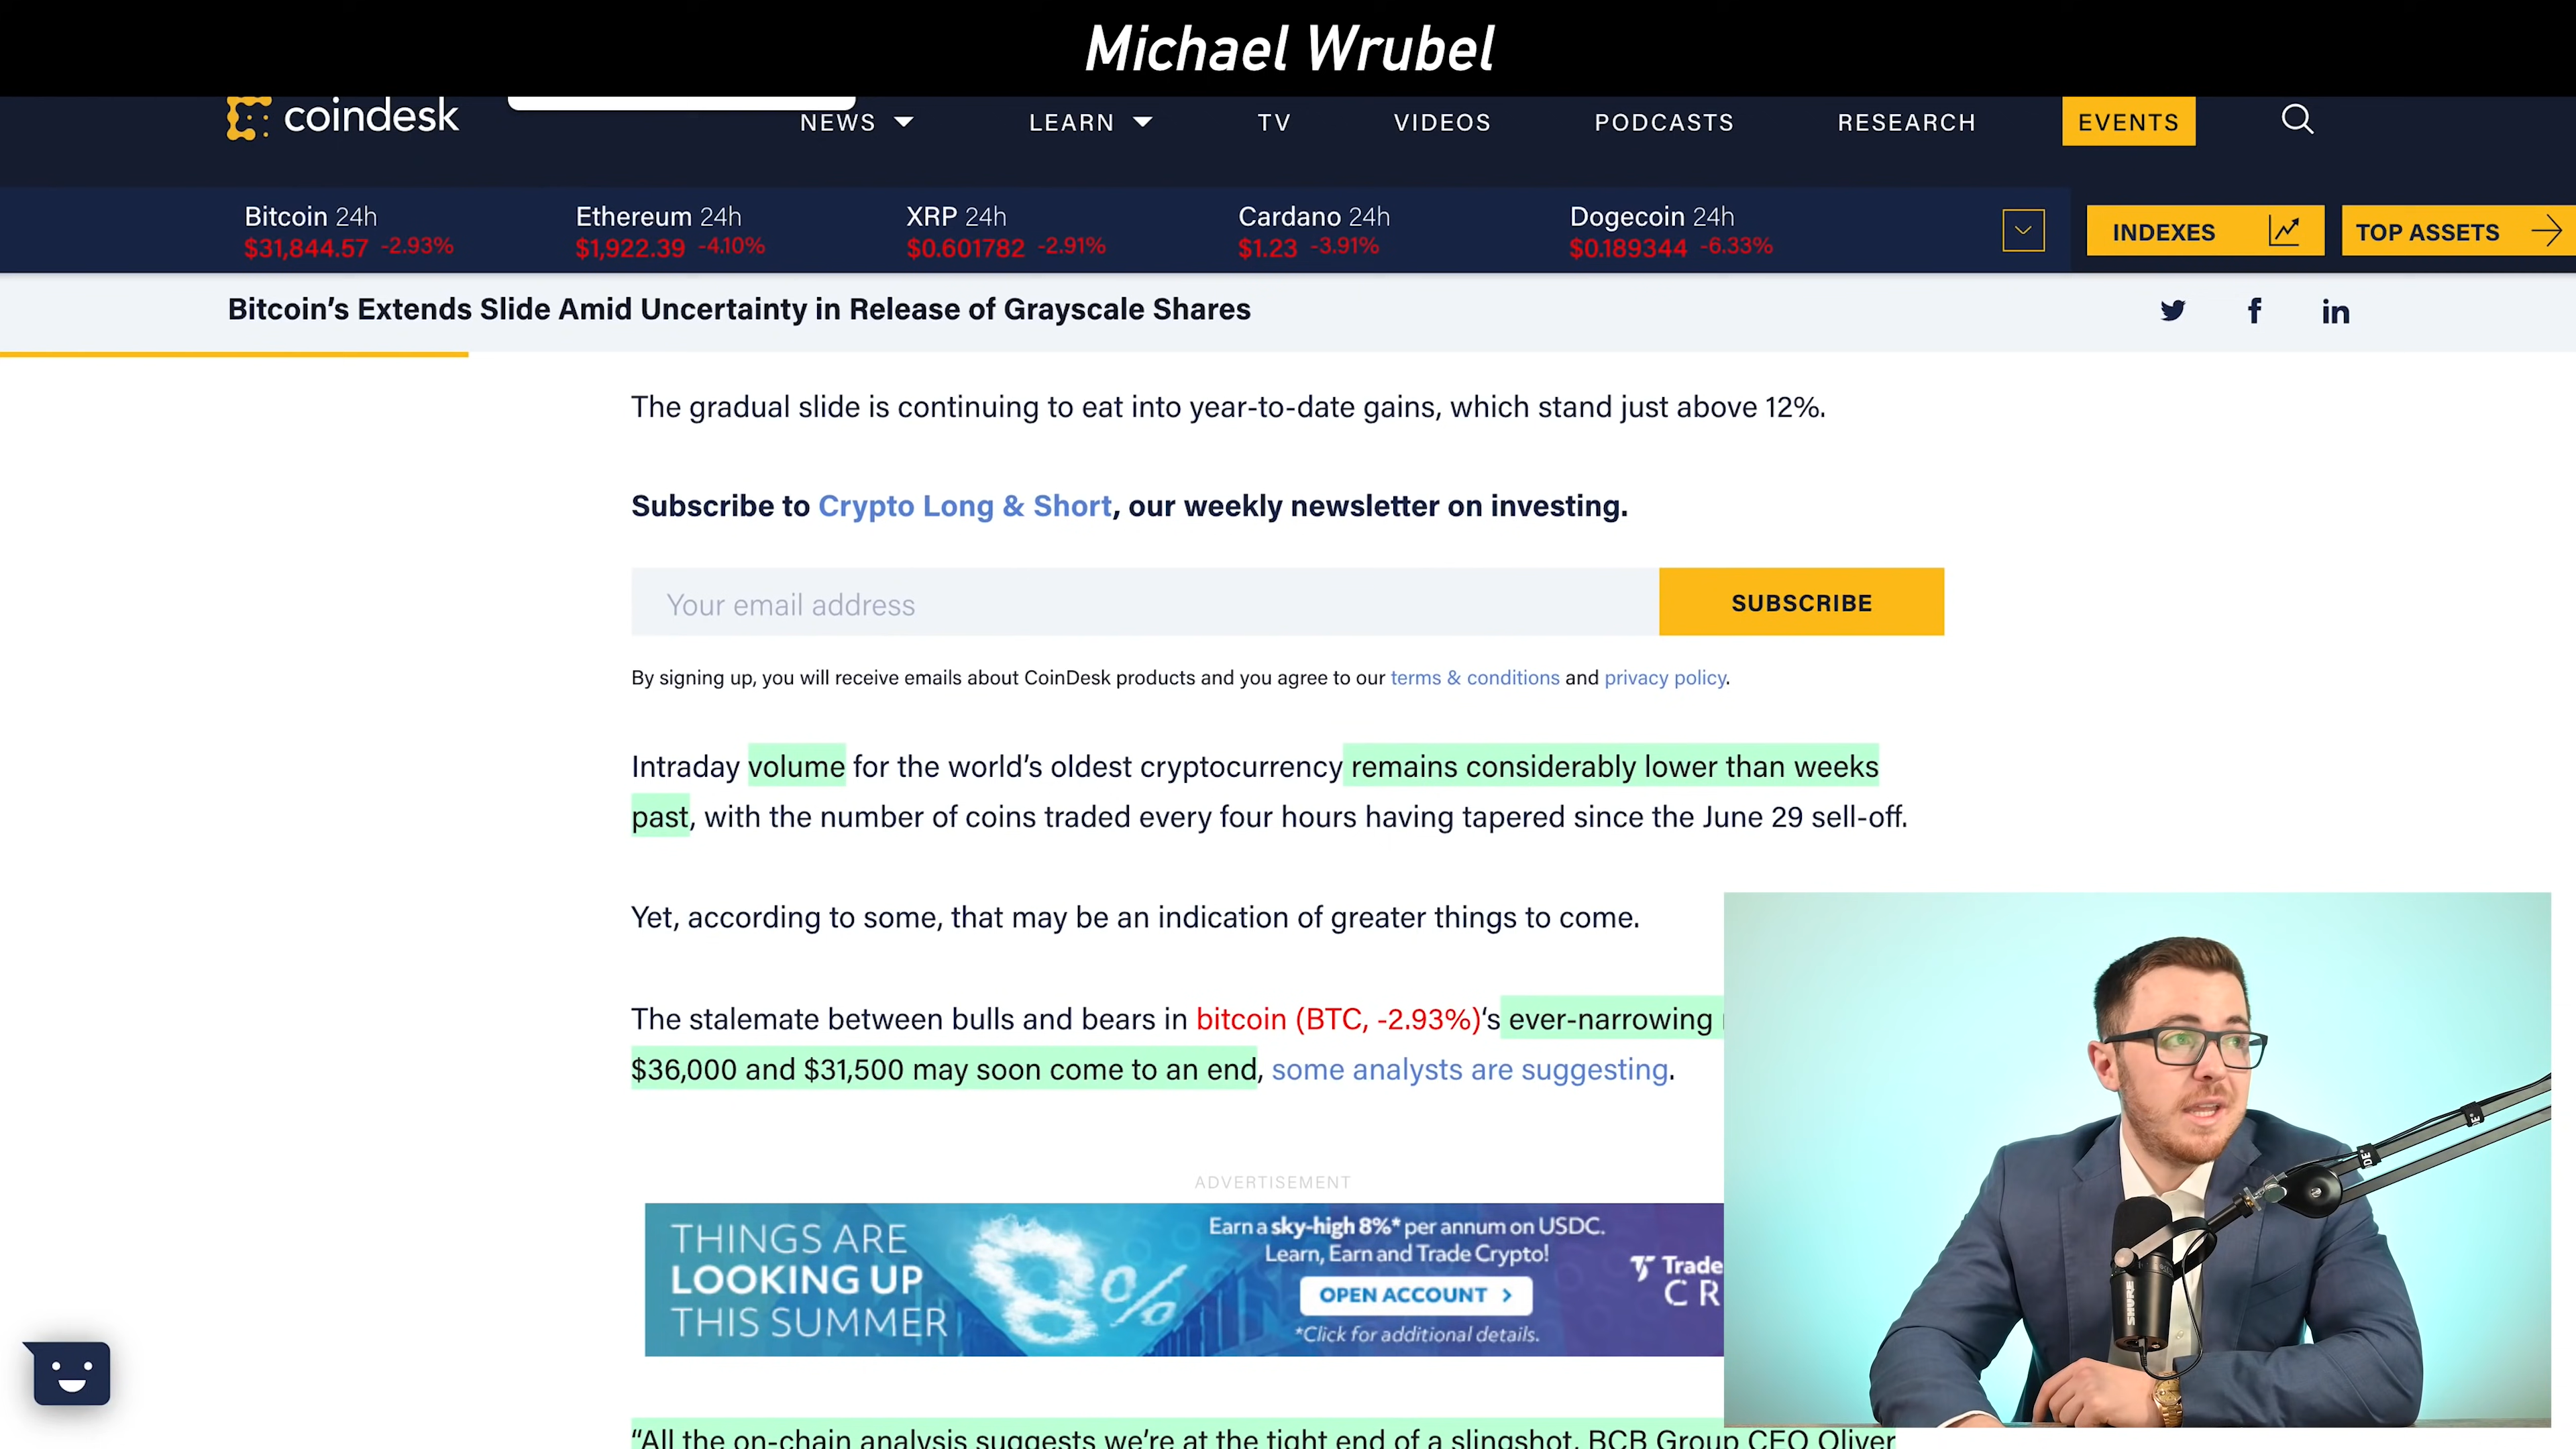 Michael Wrubel
coindesk
NEWS
LEARN
TV
VIDEOS
PODCASTS
RESEARCH
EVENTS
Bitcoin 24h
$31,844.57 -2.93%
Ethereum 24h
$1,922.39 -4.10%
XRP 24h
$0.601782 -2.91%
Cardano 24h
$1.23 -3.91%
Dogecoin 24h
$0.189344 -6.33%
INDEXES
TOP ASSETS
Bitcoin’s Extends Slide Amid Uncertainty in Release of Grayscale Shares
The gradual slide is continuing to eat into year-to-date gains, which stand just above 12%.
Subscribe to Crypto Long & Short, our weekly newsletter on investing.
Your email address
SUBSCRIBE
By signing up, you will receive emails about CoinDesk products and you agree to our terms & conditions and privacy policy.
Intraday volume for the world’s oldest cryptocurrency remains considerably lower than weeks
past, with the number of coins traded every four hours having tapered since the June 29 sell-off.
Yet, according to some, that may be an indication of greater things to come.
The stalemate between bulls and bears in bitcoin (BTC, -2.93%)‘s ever-narrowing
$36,000 and $31,500 may soon come to an end, some analysts are suggesting.
ADVERTISEMENT
THINGS ARE
LOOKING UP
THIS SUMMER
8%
Earn a sky-high 8%* per annum on USDC.
Learn, Earn and Trade Crypto!
OPEN ACCOUNT >
*Click for additional details.
Trade
CR
SHURE
“All the on-chain analysis suggests we’re at the tight end of a slingshot, BCB Group CEO Oliver